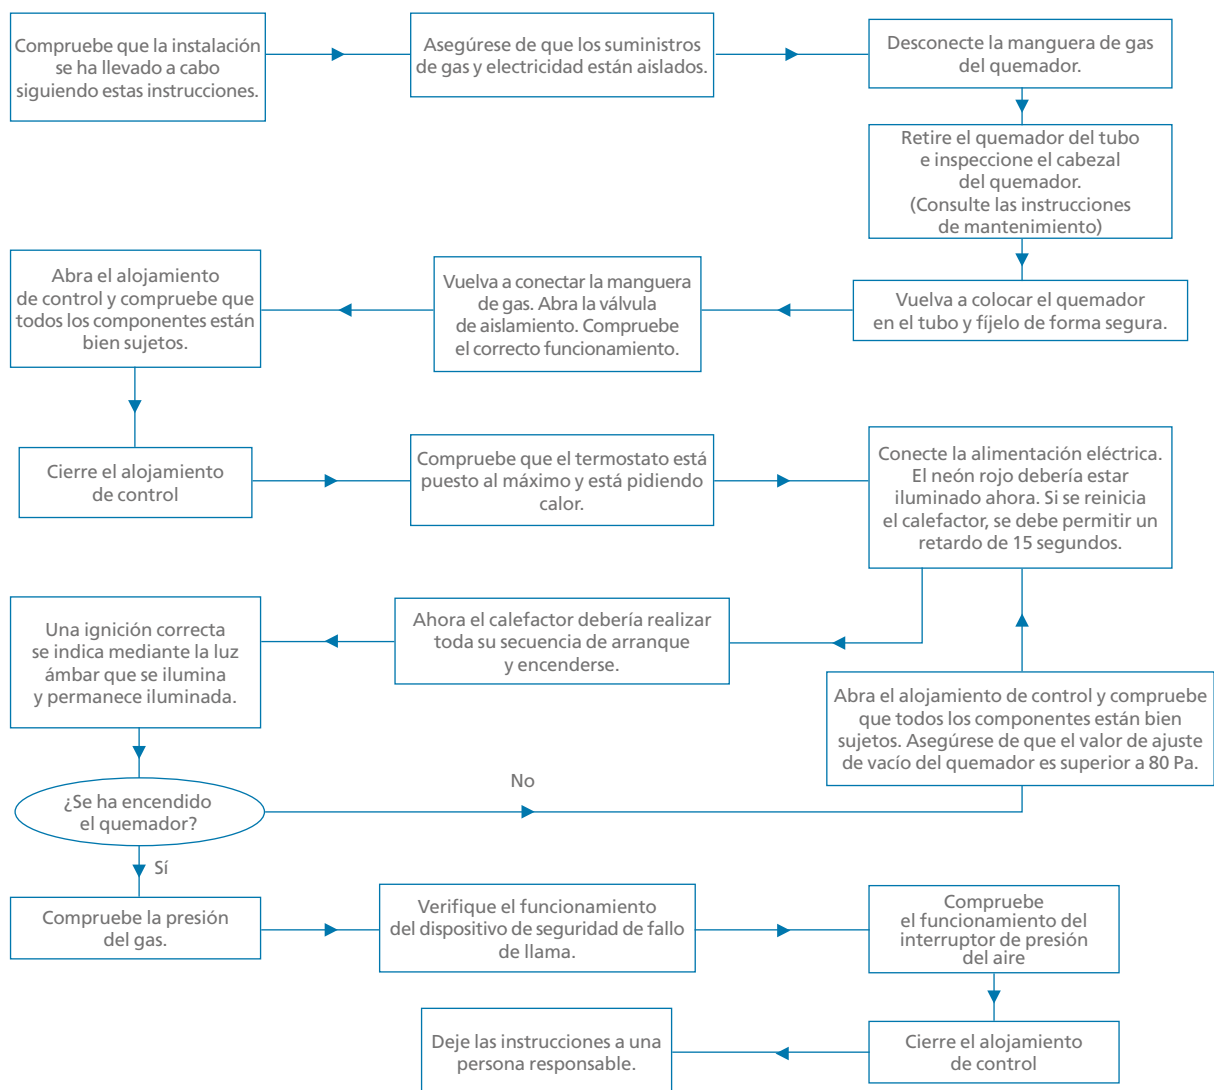 Compruebe que la instalación
se ha llevado a cabo
siguiendo estas instrucciones.
Asegúrese de que los suministros
de gas y electricidad están aislados.
Desconecte la manguera de gas
del quemador.
Retire el quemador del tubo
e inspeccione el cabezal
del quemador.
(Consulte las instrucciones
de mantenimiento)
Vuelva a colocar el quemador
en el tubo y fíjelo de forma segura.
Vuelva a conectar la manguera
de gas. Abra la válvula
de aislamiento. Compruebe
el correcto funcionamiento.
Abra el alojamiento
de control y compruebe que
todos los componentes están
bien sujetos.
Cierre el alojamiento
de control
Compruebe que el termostato está
puesto al máximo y está pidiendo
calor.
Conecte la alimentación eléctrica.
El neón rojo debería estar
iluminado ahora. Si se reinicia
el calefactor, se debe permitir un
retardo de 15 segundos.
Ahora el calefactor debería realizar
toda su secuencia de arranque
y encenderse.
Una ignición correcta
se indica mediante la luz
ámbar que se ilumina
y permanece iluminada.
¿Se ha encendido
el quemador?
No
Abra el alojamiento de control y compruebe
que todos los componentes están bien
sujetos. Asegúrese de que el valor de ajuste
de vacío del quemador es superior a 80 Pa.
Sí
Compruebe la presión
del gas.
Verifique el funcionamiento
del dispositivo de seguridad de fallo
de llama.
Compruebe
el funcionamiento del
interruptor de presión
del aire
Cierre el alojamiento
de control
Deje las instrucciones a una
persona responsable.